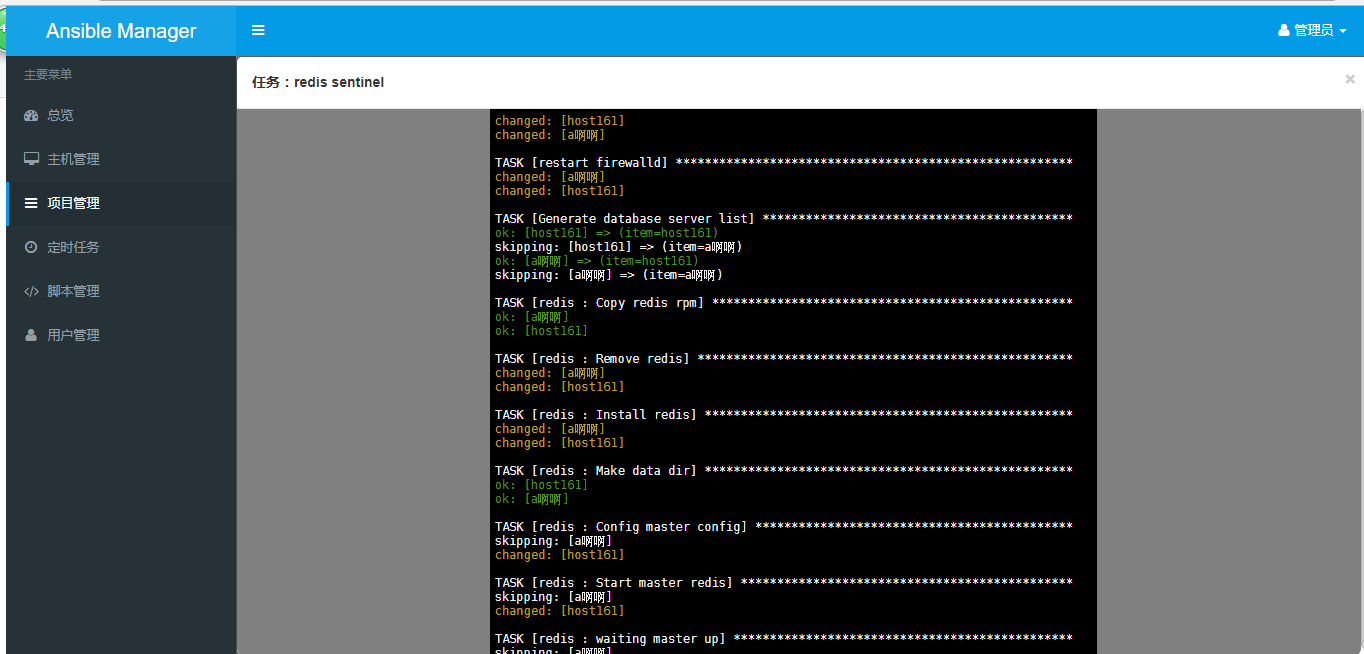 Ansible Manager
管理员
主要菜单
总览
主机管理
项目管理
定时任务
脚本管理
用户管理
任务：redis sentinel
×
changed: [host161]
changed: [a啊啊]
TASK [restart firewalld] ******************************************************
changed: [a啊啊]
changed: [host161]
TASK [Generate database server list] ******************************************
ok: [host161] => (item=host161)
skipping: [host161] => (item=a啊啊)
ok: [a啊啊] => (item=host161)
skipping: [a啊啊] => (item=a啊啊)
TASK [redis : Copy redis rpm] *************************************************
ok: [a啊啊]
ok: [host161]
TASK [redis : Remove redis] ***************************************************
changed: [a啊啊]
changed: [host161]
TASK [redis : Install redis] **************************************************
changed: [a啊啊]
changed: [host161]
TASK [redis : Make data dir] **************************************************
ok: [host161]
ok: [a啊啊]
TASK [redis : Config master config] *******************************************
skipping: [a啊啊]
changed: [host161]
TASK [redis : Start master redis] *********************************************
skipping: [a啊啊]
changed: [host161]
TASK [redis : waiting master up] **********************************************
skipping: [a啊啊]